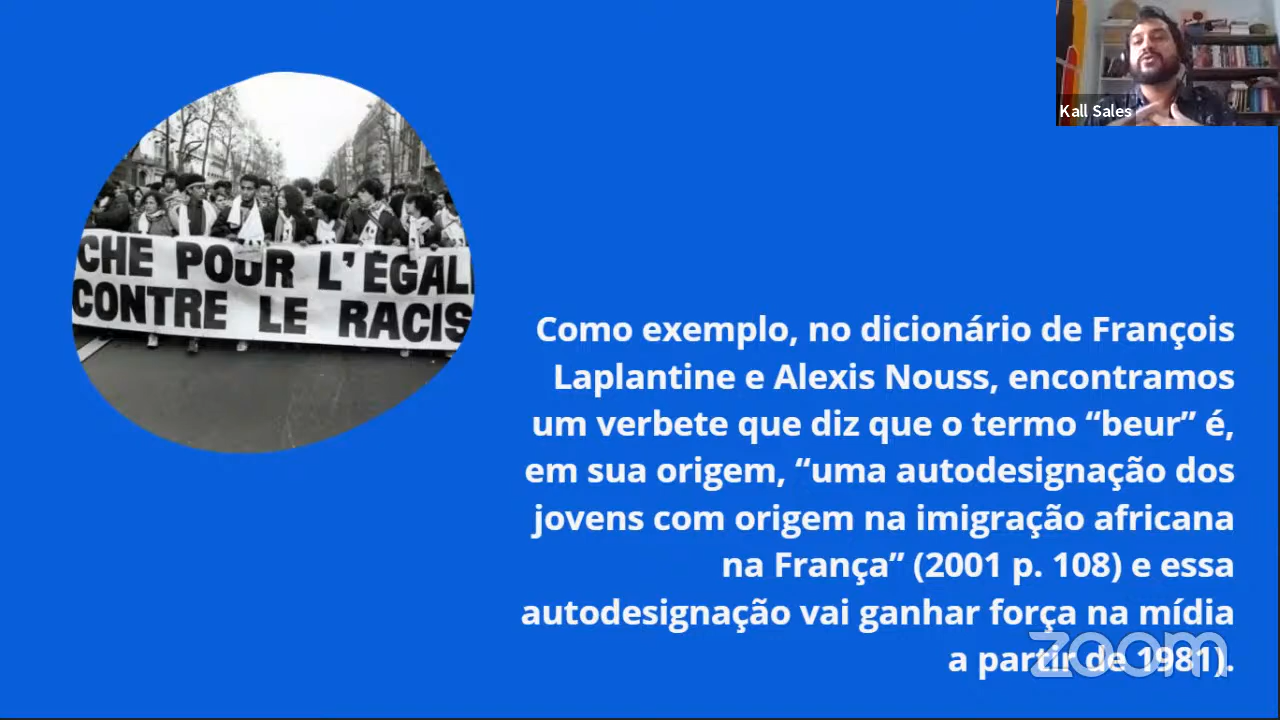 Kall Sales
CHE POUR L'ÉGAL
CONTRE LE RACIS
Como exemplo, no dicionário de François
Laplantine e Alexis Nouss, encontramos
um verbete que diz que o termo “beur” é,
em sua origem, “uma autodesignação dos
jovens com origem na imigração africana
na França” (2001 p. 108) e essa
autodesignação vai ganhar força na mídia
a partir de 1981).
zoom